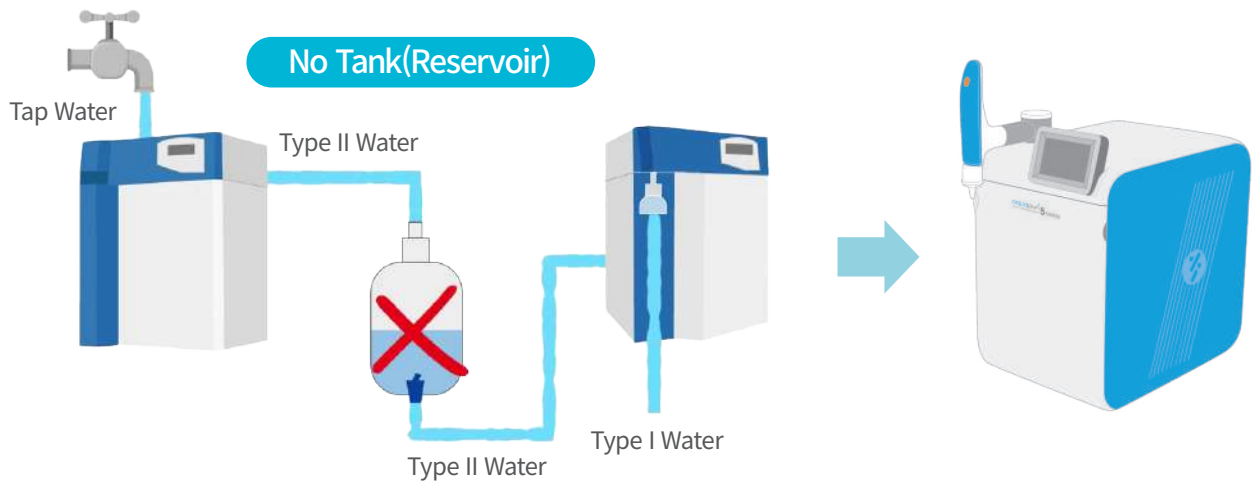 No Tank(Reservoir)
Tap Water
Type II Water
Type II Water
Type I Water